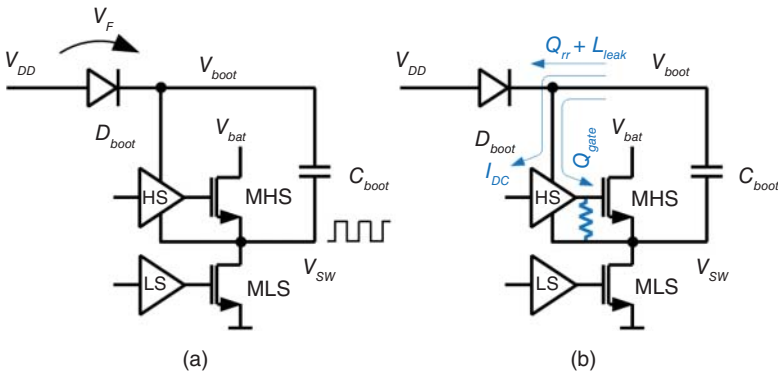 V_F
V_DD
V_boot
D_boot
V_bat
HS
MHS
C_boot
V_SW
LS
MLS
(a)
Q_rr + L_leak
V_DD
V_boot
D_boot
V_bat
Q_gate
I_DC
HS
MHS
C_boot
V_SW
LS
MLS
(b)